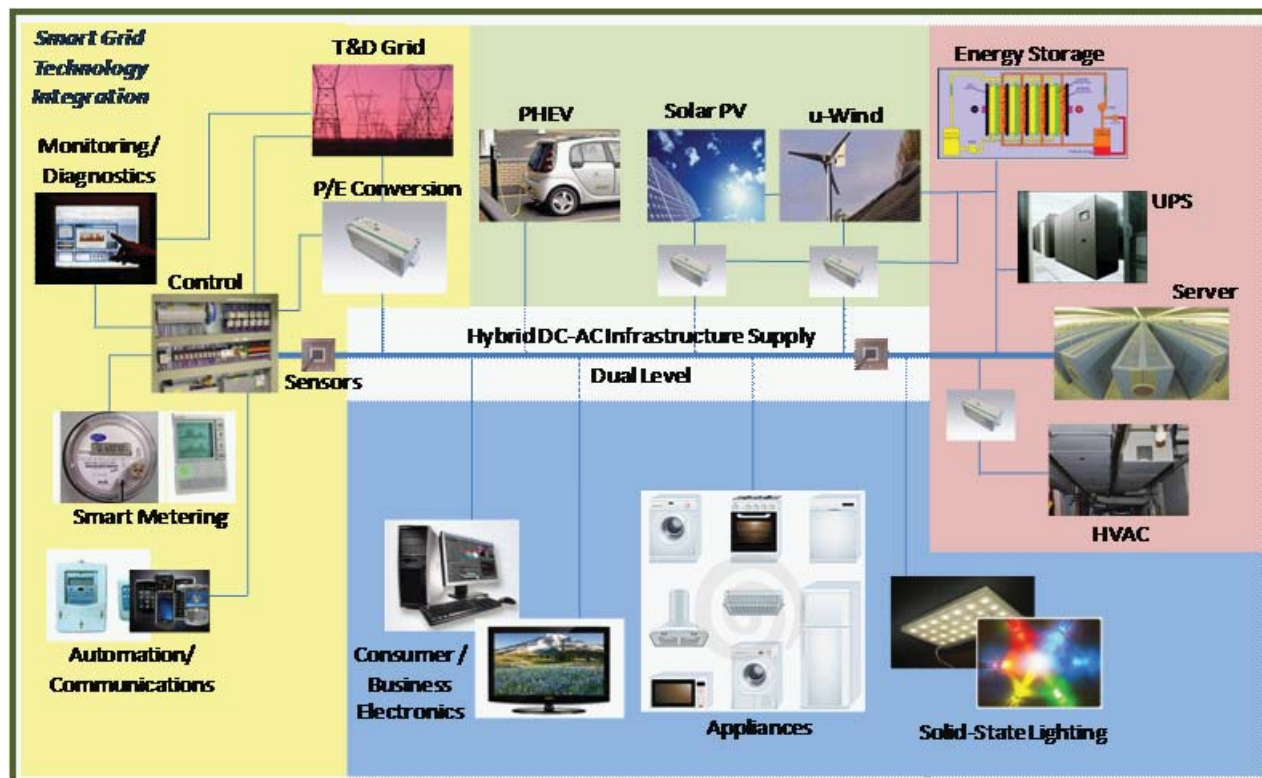 Smart Grid
Technology
Integration
T&D Grid
Monitoring/
Diagnostics
P/E Conversion
Control
Sensors
Smart Metering
Automation/
Communications
PHEV
Solar PV
u-Wind
Energy Storage
UPS
Server
HVAC
Hybrid DC-AC Infrastructure Supply
Dual Level
Consumer /
Business
Electronics
Appliances
Solid-State Lighting